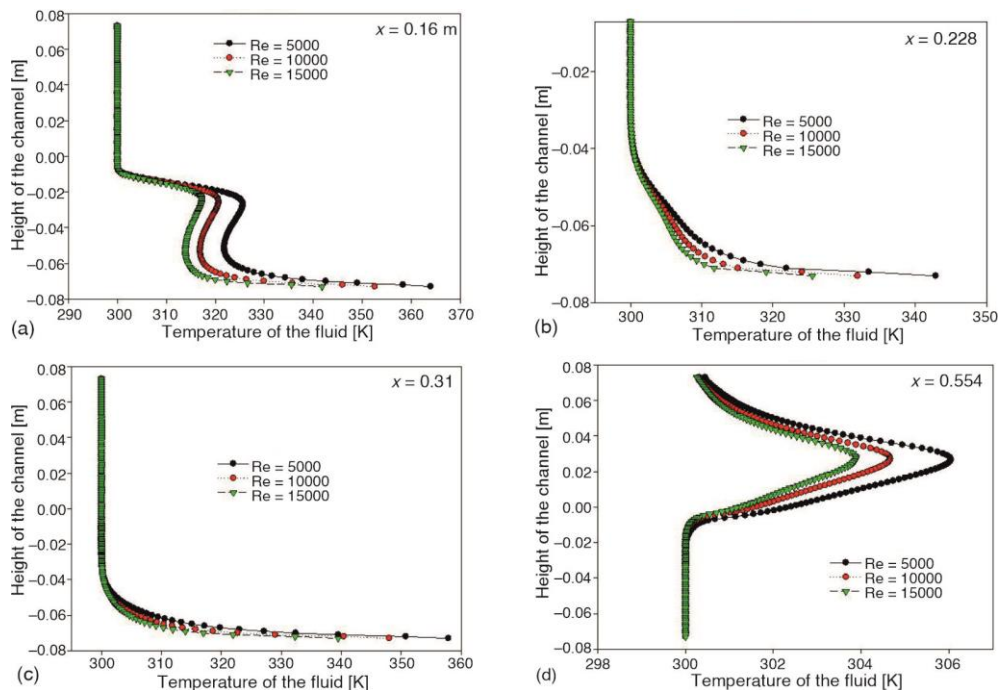 0.08
0.06
0.04
0.02
0.00
–0.02
–0.04
–0.06
–0.08
Height of the channel [m]
x = 0.16 m
Re = 5000
Re = 10000
Re = 15000
290 300 310 320 330 340 350 360 370
Temperature of the fluid [K]
(a)
–0.02
–0.04
–0.06
–0.08
Height of the channel [m]
x = 0.228
Re = 5000
Re = 10000
Re = 15000
300 310 320 330 340 350
Temperature of the fluid [K]
(b)
0.08
0.06
0.04
0.02
0.00
–0.02
–0.04
–0.06
–0.08
Height of the channel [m]
x = 0.31
Re = 5000
Re = 10000
Re = 15000
300 310 320 330 340 350 360
Temperature of the fluid [K]
(c)
0.08
0.06
0.04
0.02
0.00
–0.02
–0.04
–0.06
–0.08
Height of the channel [m]
x = 0.554
Re = 5000
Re = 10000
Re = 15000
298 300 302 304 306
Temperature of the fluid [K]
(d)